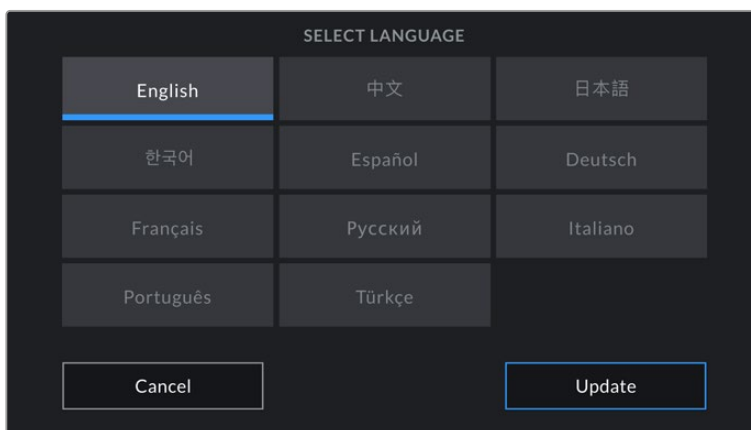 SELECT LANGUAGE
English 中文 日本語
한국어 Español Deutsch
Français Русский Italiano
Português Türkçe
Cancel Update